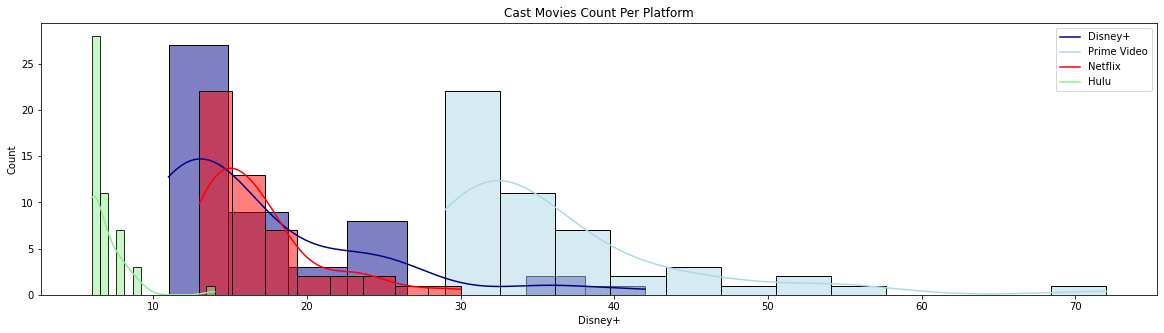 Cast Movies Count Per Platform
Disney+
Prime Video
Netflix
Hulu
Count
25
20
15
10
5
0
10 20 30 40 50 60 70
Disney+